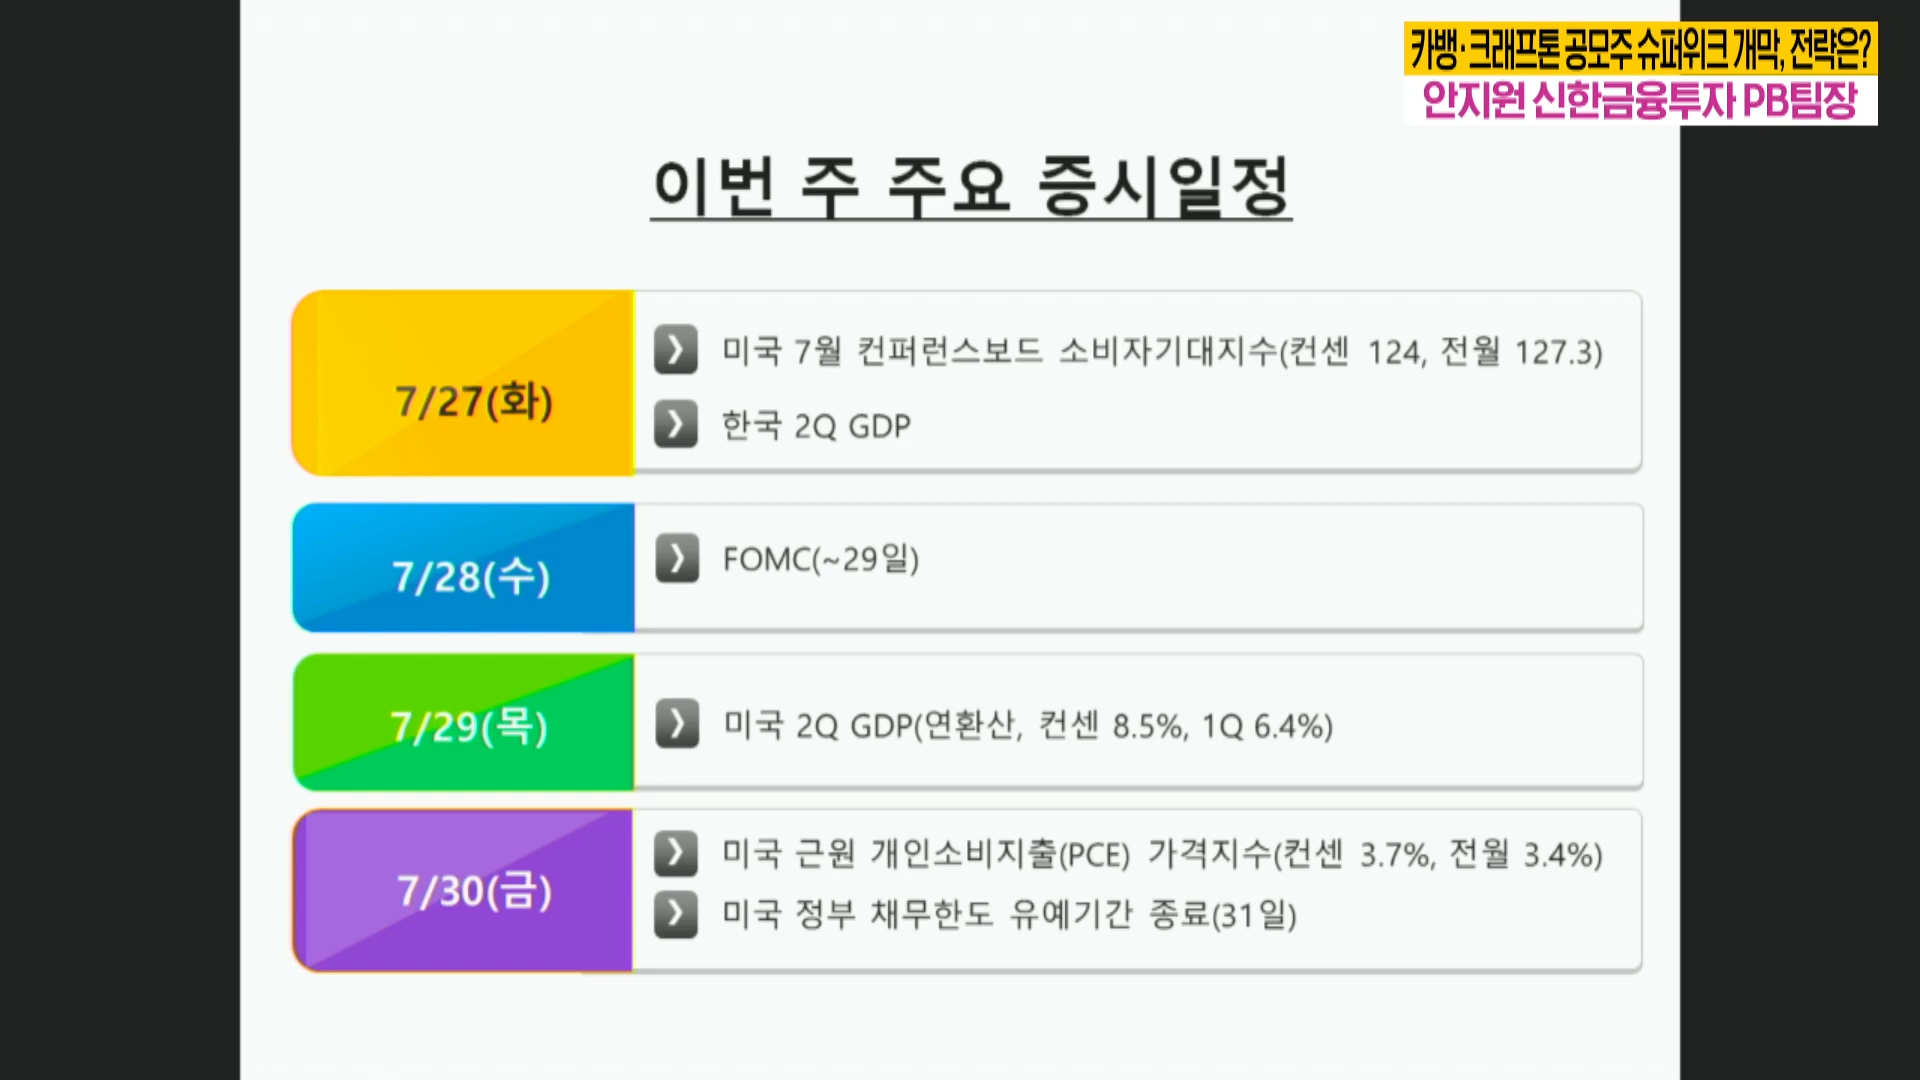 카뱅·크래프톤 공모주 슈퍼위크 개막, 전략은?
안지원 신한금융투자 PB팀장
이번 주 주요 증시일정
7/27(화)
미국 7월 컨퍼런스보드 소비자기대지수(컨센 124, 전월 127.3)
한국 2Q GDP
7/28(수)
FOMC(~29일)
7/29(목)
미국 2Q GDP(연환산, 컨센 8.5%, 1Q 6.4%)
7/30(금)
미국 근원 개인소비지출(PCE) 가격지수(컨센 3.7%, 전월 3.4%)
미국 정부 채무한도 유예기간 종료(31일)